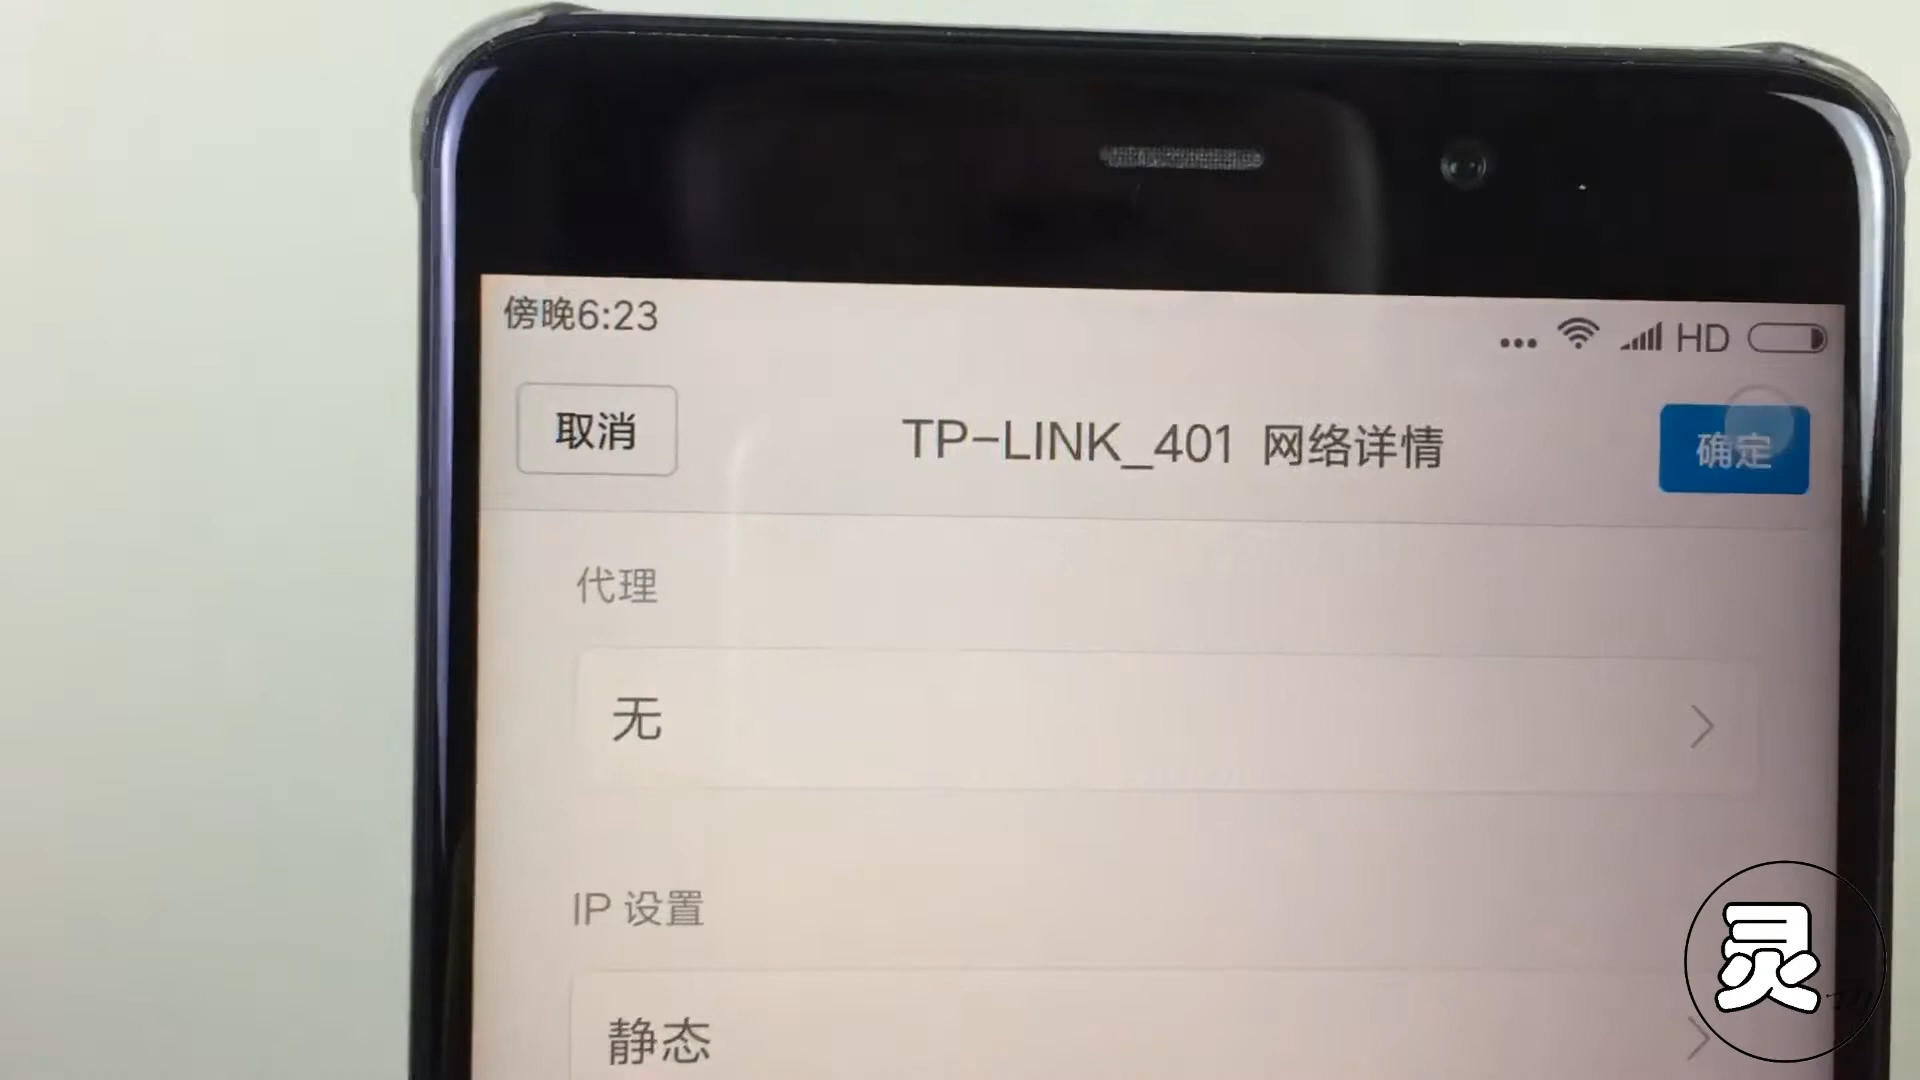 傍晚6:23
HD
取消
TP-LINK_401 网络详情
确定
代理
无
IP 设置
静态
灵